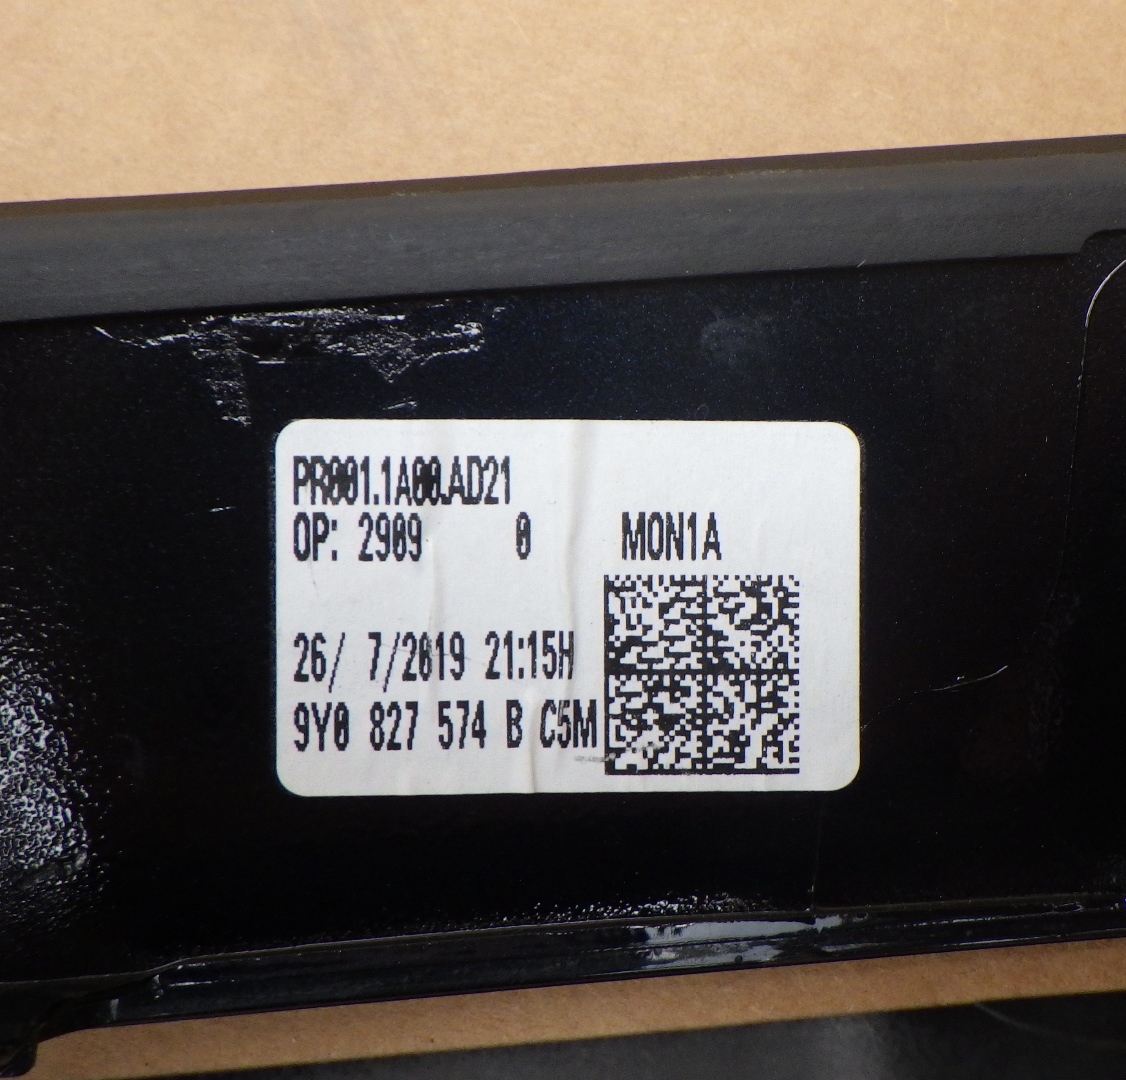 PR001.1A00.AD21
OP: 2909 0 MON1A
26/ 7/2019 21:15H
9Y0 827 574 B C5M